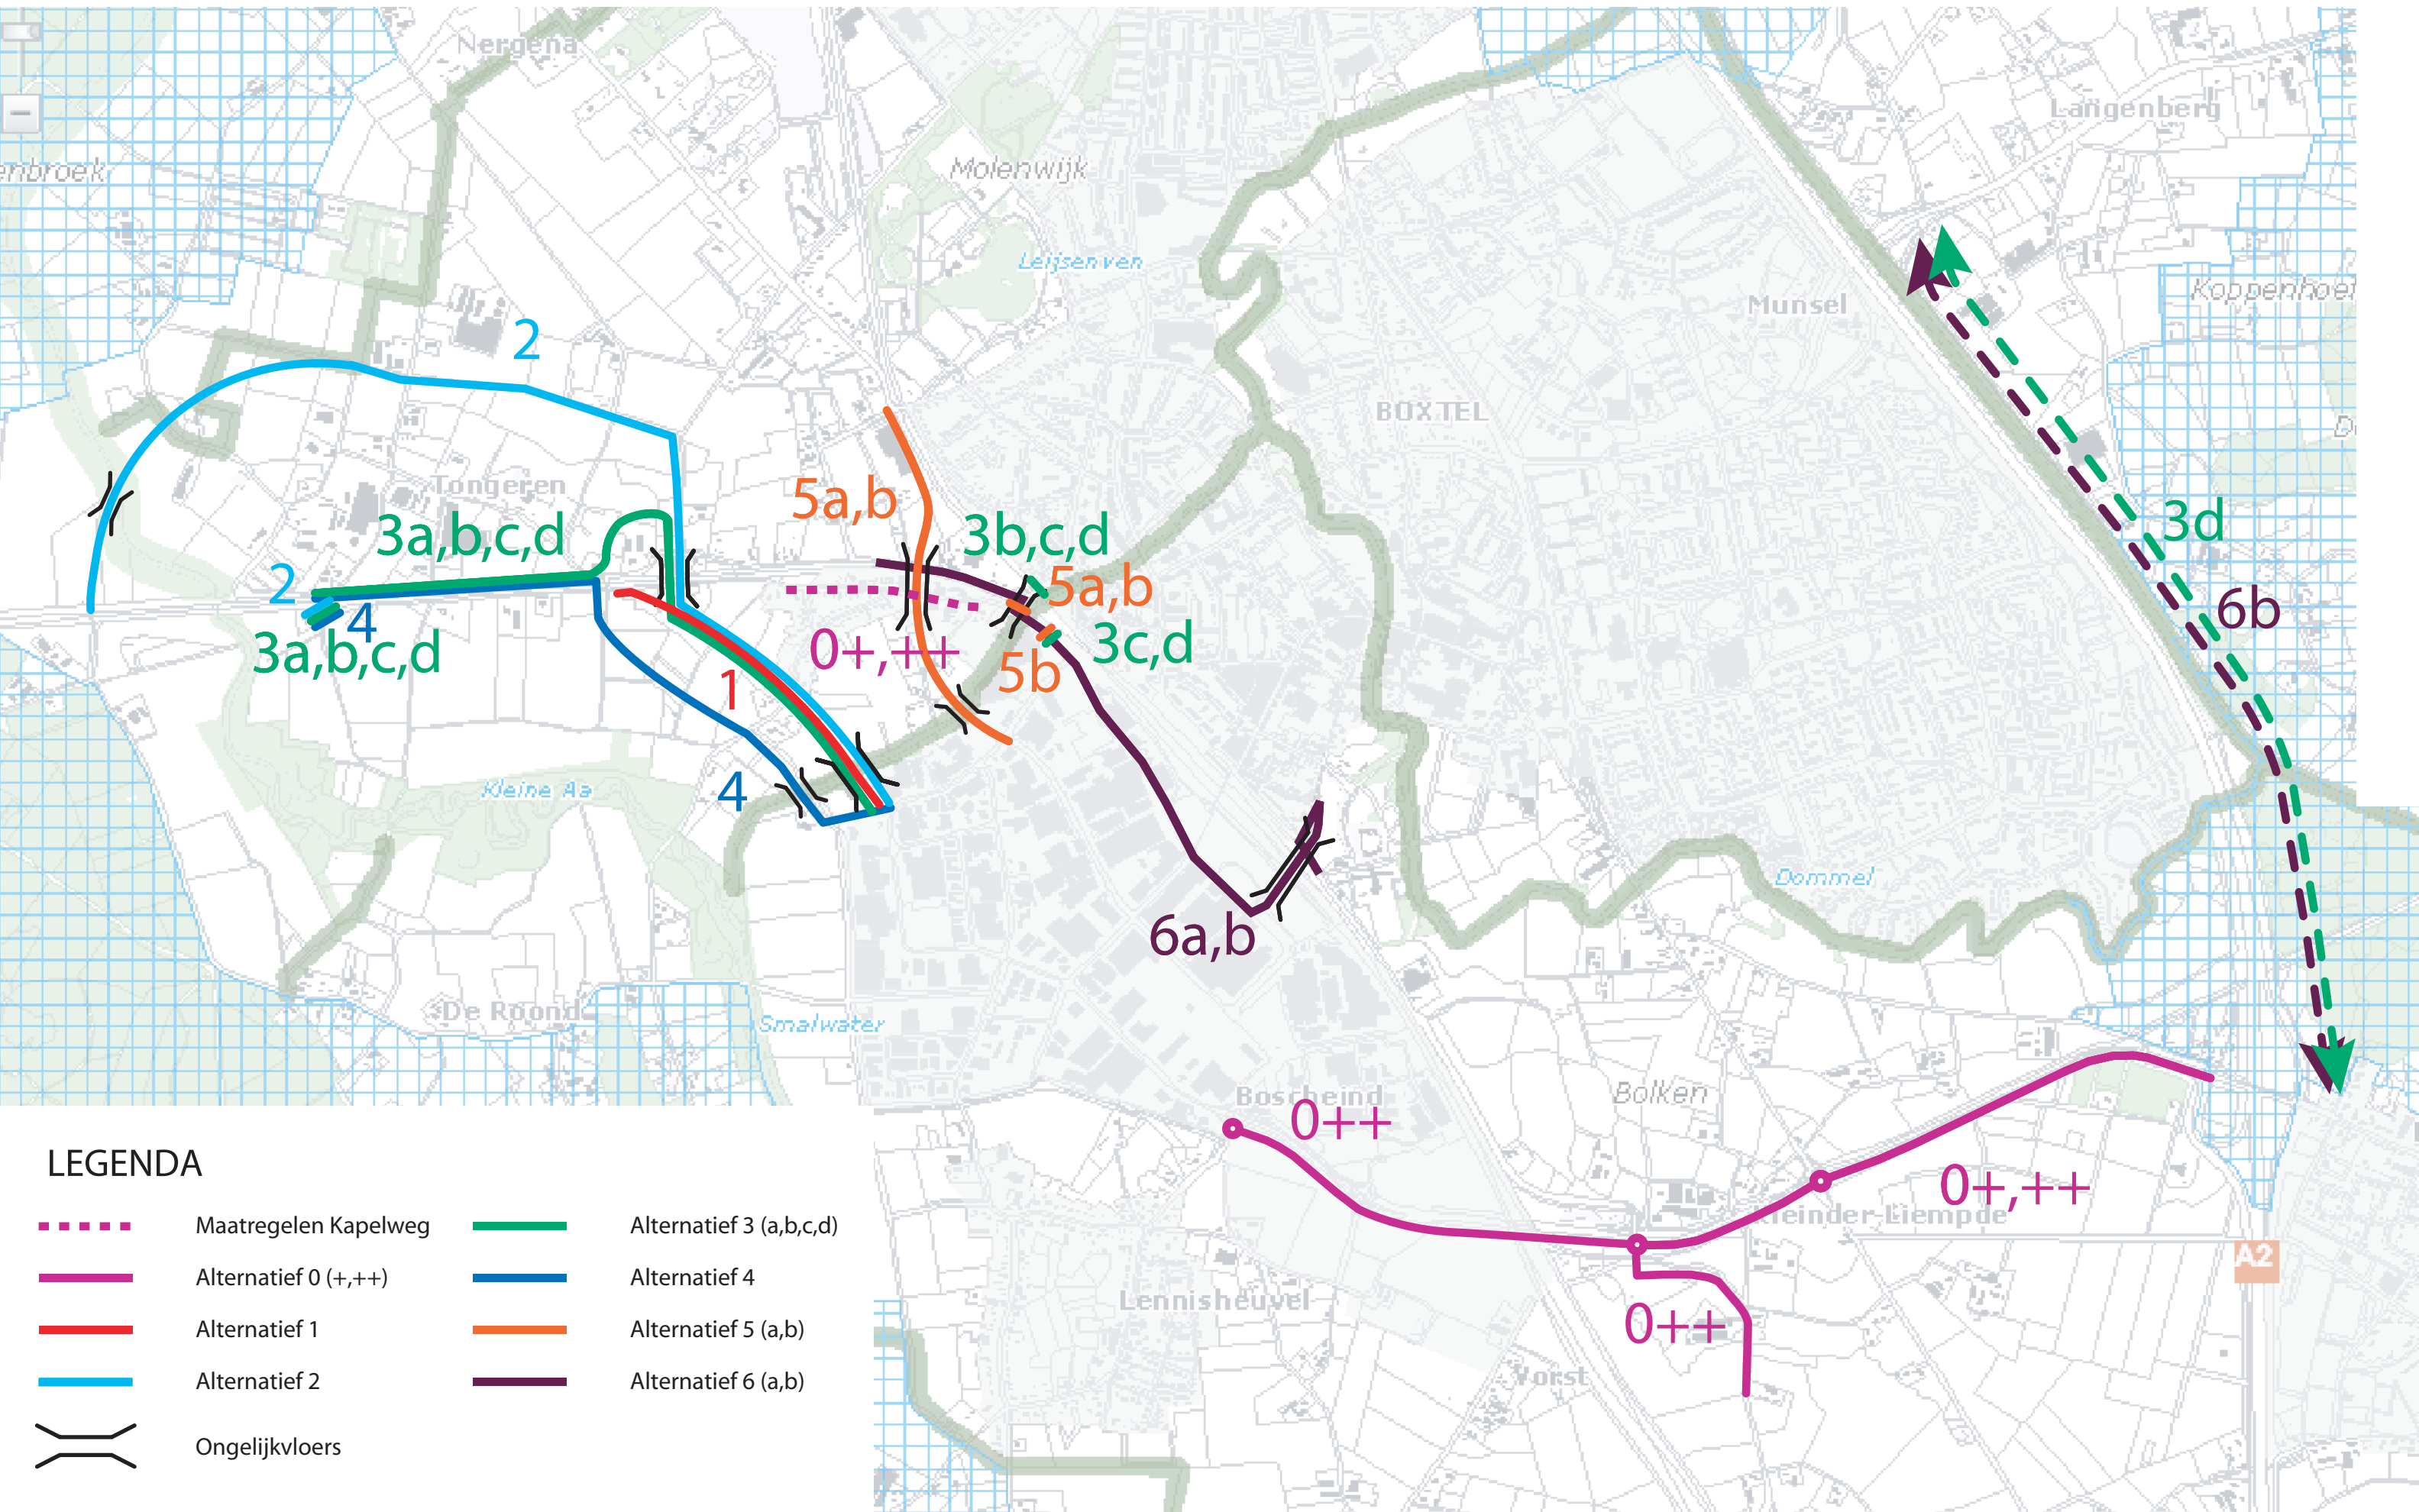 Nergena
Langenberg
enbroek
Molenwijk
Leijsenven
Koppenhoef
Munsel
2
BOXTEL
D
Tongeren
5a,b
3a,b,c,d
3b,c,d
3d
2
4
5a,b
6b
3a,b,c,d
0+,++
3c,d
5b
1
4
Kleine Aa
Dommel
6a,b
De Roond
Smalwater
Bolken
Boscheind
0++
0+,++
Kleinder-Liempde
A2
Lennisheuvel
0++
Vorst
LEGENDA
Maatregelen Kapelweg
Alternatief 3 (a,b,c,d)
Alternatief 0 (+,++)
Alternatief 4
Alternatief 1
Alternatief 5 (a,b)
Alternatief 2
Alternatief 6 (a,b)
Ongelijkvloers